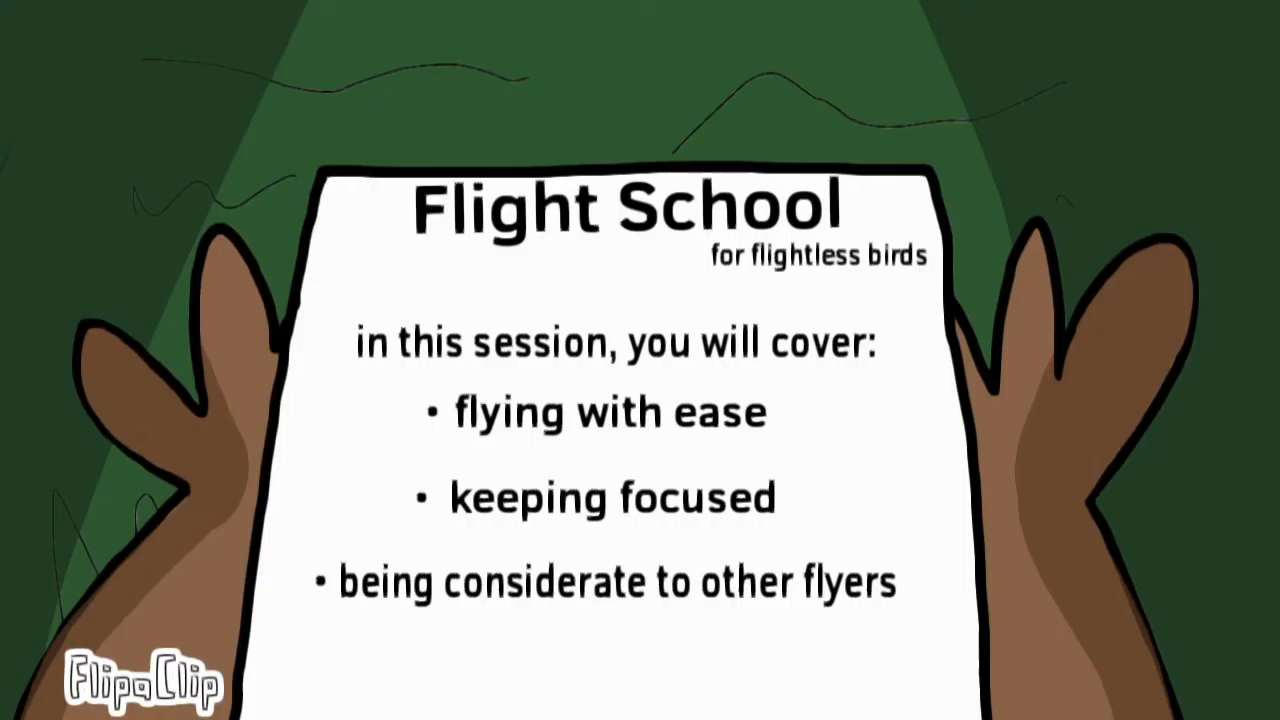 Flight School
for flightless birds
in this session, you will cover:
• flying with ease
• keeping focused
• being considerate to other flyers
FlipaClip